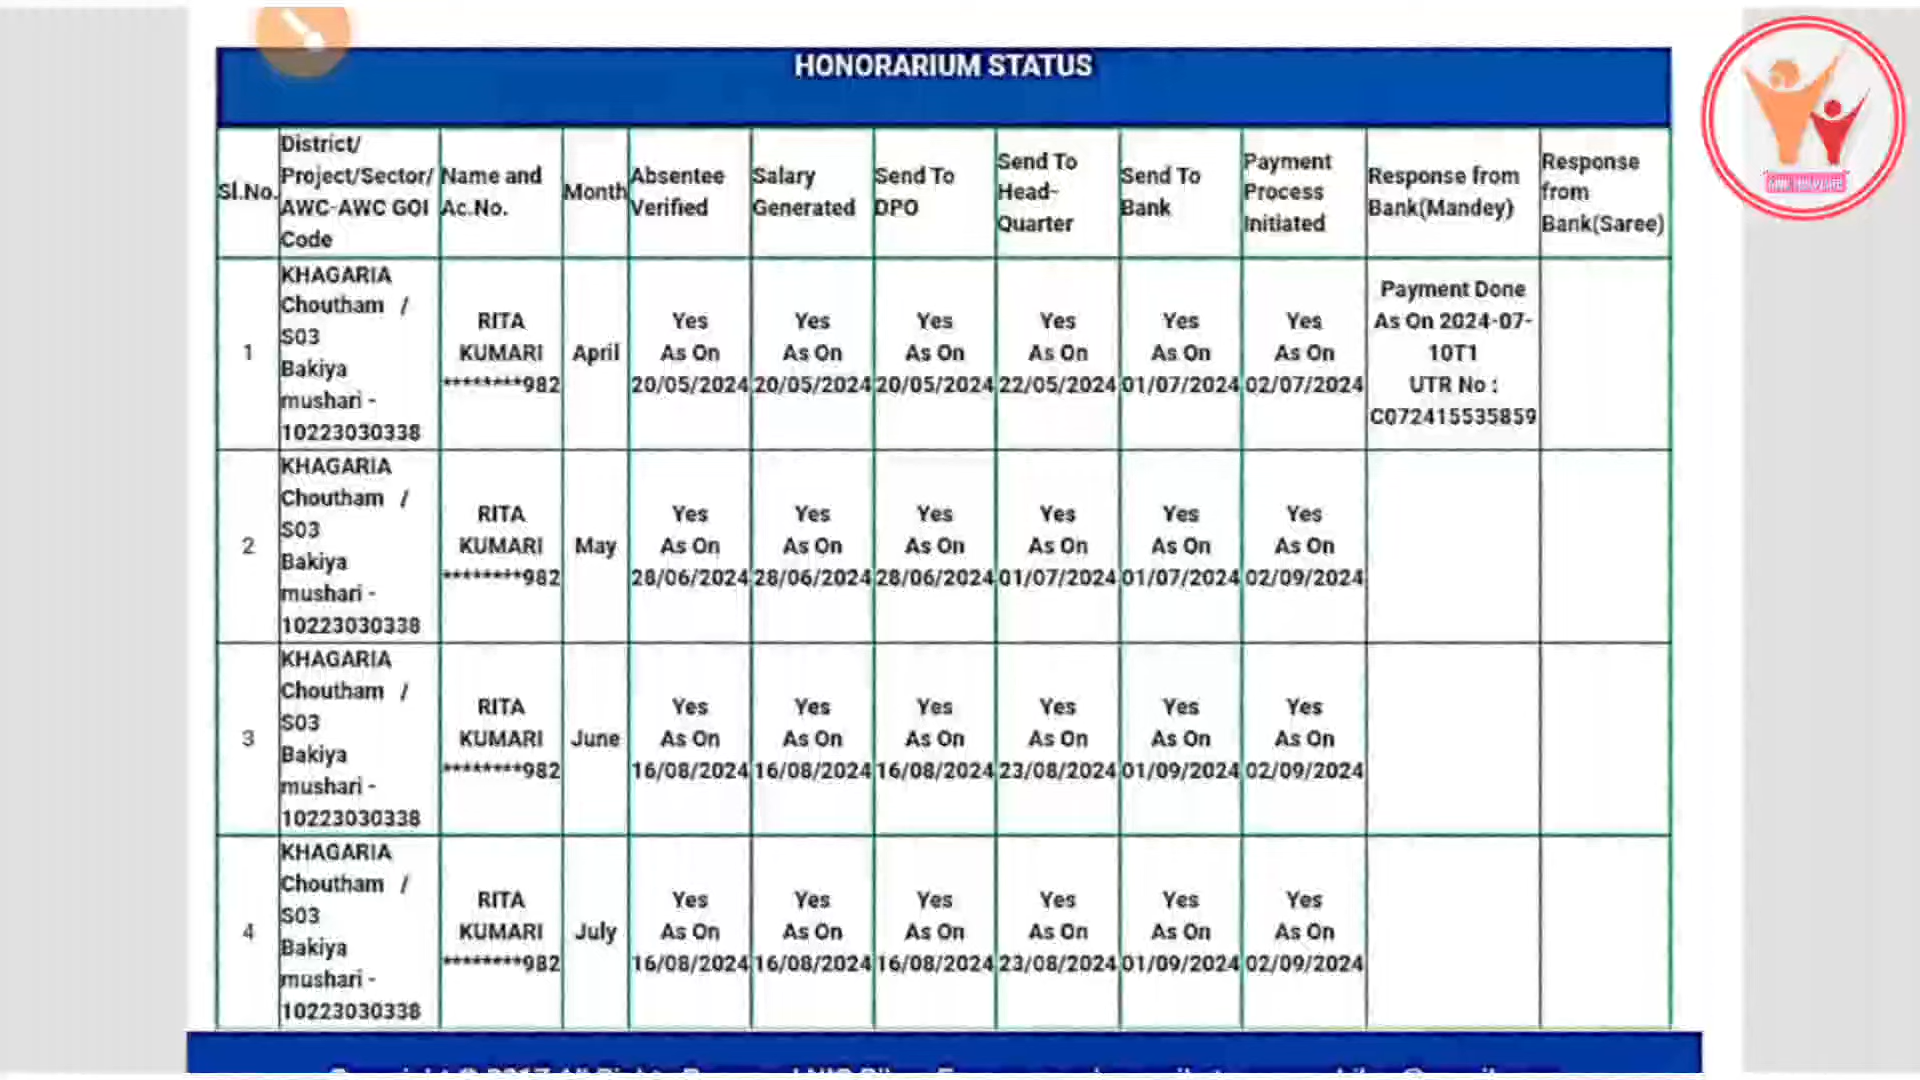 HONORARIUM STATUS
Sl.No.
District/
Project/Sector/
AWC-AWC GOI
Code
Name and
Ac.No.
Month
Absentee
Verified
Salary
Generated
Send To
DPO
Send To
Head-
Quarter
Send To
Bank
Payment
Process
Initiated
Response from
Bank(Mandey)
Response
from
Bank(Saree)
1
KHAGARIA
Choutham /
S03
Bakiya
mushari -
10223030338
RITA
KUMARI
********982
April
Yes
As On
20/05/2024
Yes
As On
20/05/2024
Yes
As On
20/05/2024
Yes
As On
22/05/2024
Yes
As On
01/07/2024
Yes
As On
02/07/2024
Payment Done
As On 2024-07-
10T1
UTR No :
C072415535859
2
KHAGARIA
Choutham /
S03
Bakiya
mushari -
10223030338
RITA
KUMARI
********982
May
Yes
As On
28/06/2024
Yes
As On
28/06/2024
Yes
As On
28/06/2024
Yes
As On
01/07/2024
Yes
As On
01/07/2024
Yes
As On
02/09/2024
3
KHAGARIA
Choutham /
S03
Bakiya
mushari -
10223030338
RITA
KUMARI
********982
June
Yes
As On
16/08/2024
Yes
As On
16/08/2024
Yes
As On
16/08/2024
Yes
As On
23/08/2024
Yes
As On
01/09/2024
Yes
As On
02/09/2024
4
KHAGARIA
Choutham /
S03
Bakiya
mushari -
10223030338
RITA
KUMARI
********982
July
Yes
As On
16/08/2024
Yes
As On
16/08/2024
Yes
As On
16/08/2024
Yes
As On
23/08/2024
Yes
As On
01/09/2024
Yes
As On
02/09/2024